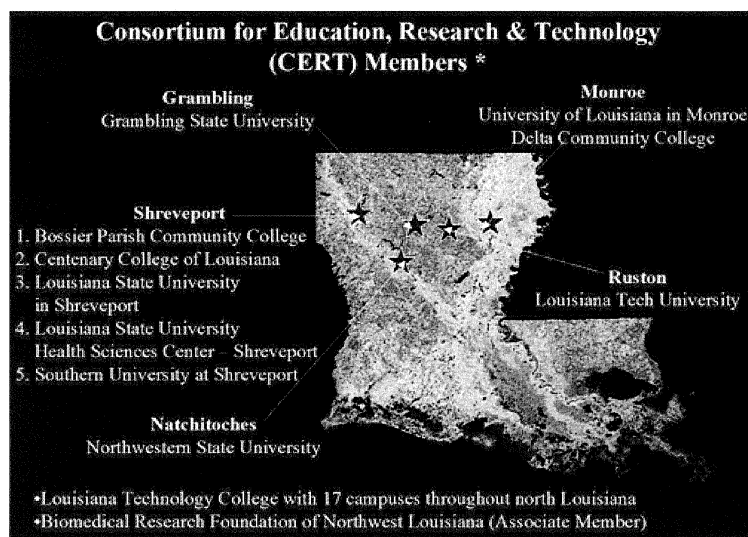 Consortium for Education, Research & Technology
(CERT) Members *
Grambling
Grambling State University
Monroe
University of Louisiana in Monroe
Delta Community College
Shreveport
1. Bossier Parish Community College
2. Centenary College of Louisiana
3. Louisiana State University
in Shreveport
4. Louisiana State University
Health Sciences Center – Shreveport
5. Southern University at Shreveport
Ruston
Louisiana Tech University
Natchitoches
Northwestern State University
•Louisiana Technology College with 17 campuses throughout north Louisiana
•Biomedical Research Foundation of Northwest Louisiana (Associate Member)